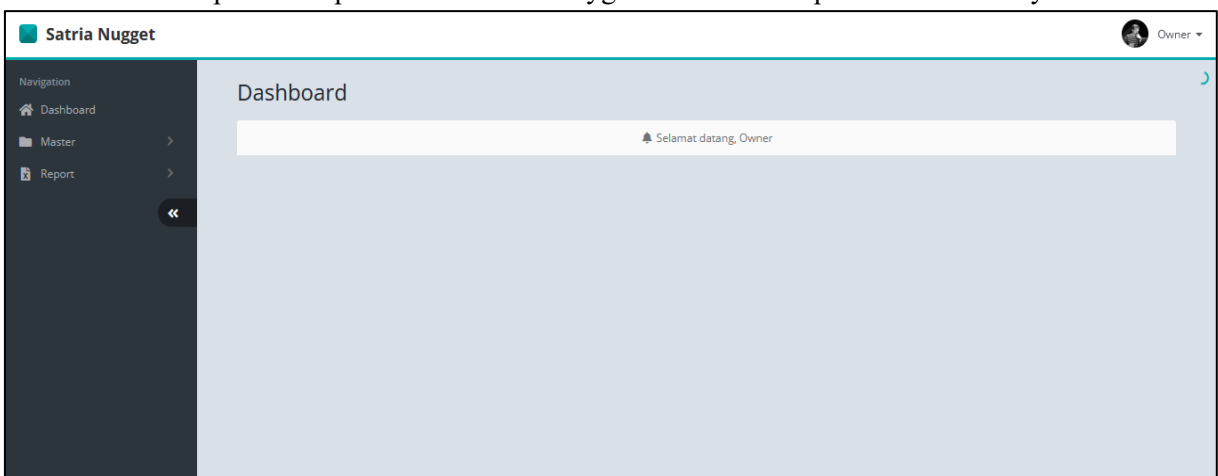 Satria Nugget
Owner
Navigation
Dashboard
Master
Report
Dashboard
Selamat datang, Owner